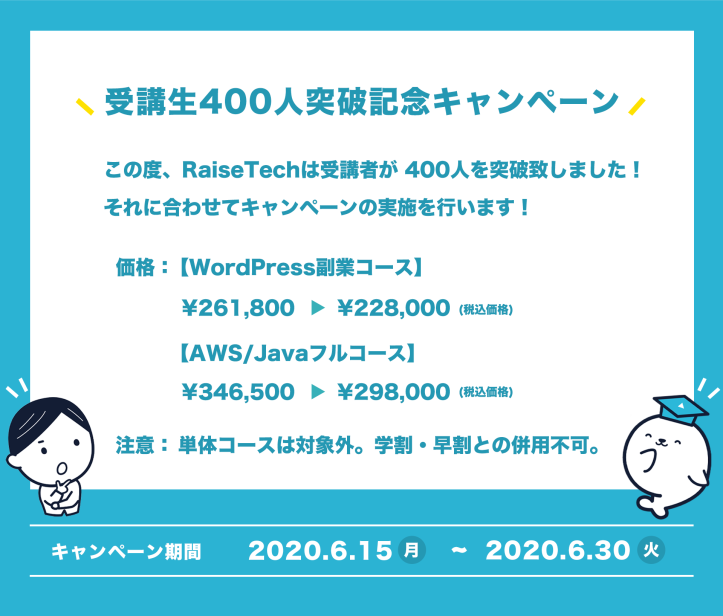 受講生400人突破記念キャンペーン
この度、RaiseTechは受講者が 400人を突破致しました！
それに合わせてキャンペーンの実施を行います！
価格：【WordPress副業コース】
¥261,800 ▶ ¥228,000 (税込価格)
【AWS/Javaフルコース】
¥346,500 ▶ ¥298,000 (税込価格)
注意：単体コースは対象外。学割・早割との併用不可。
キャンペーン期間 2020.6.15 月 ~ 2020.6.30 火